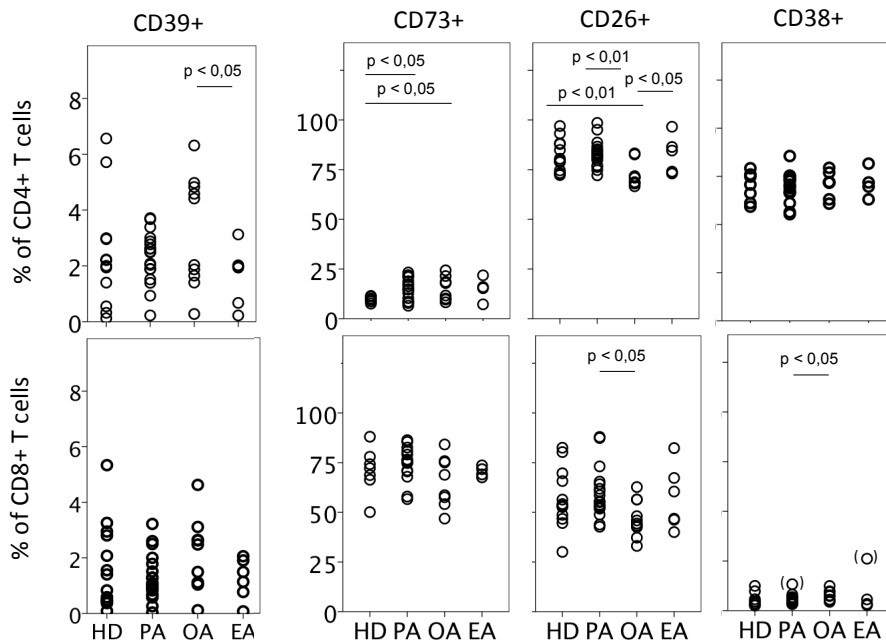 CD39+ CD73+ CD26+ CD38+
% of CD4+ T cells
8
6
4
2
0
p < 0,05
100
75
50
25
0
p < 0,05
p < 0,05
p < 0,01
p < 0,01
p < 0,05
% of CD8+ T cells
8
6
4
2
0
100
75
50
25
0
p < 0,05
p < 0,05
( )
( )
HD PA OA EA HD PA OA EA HD PA OA EA HD PA OA EA